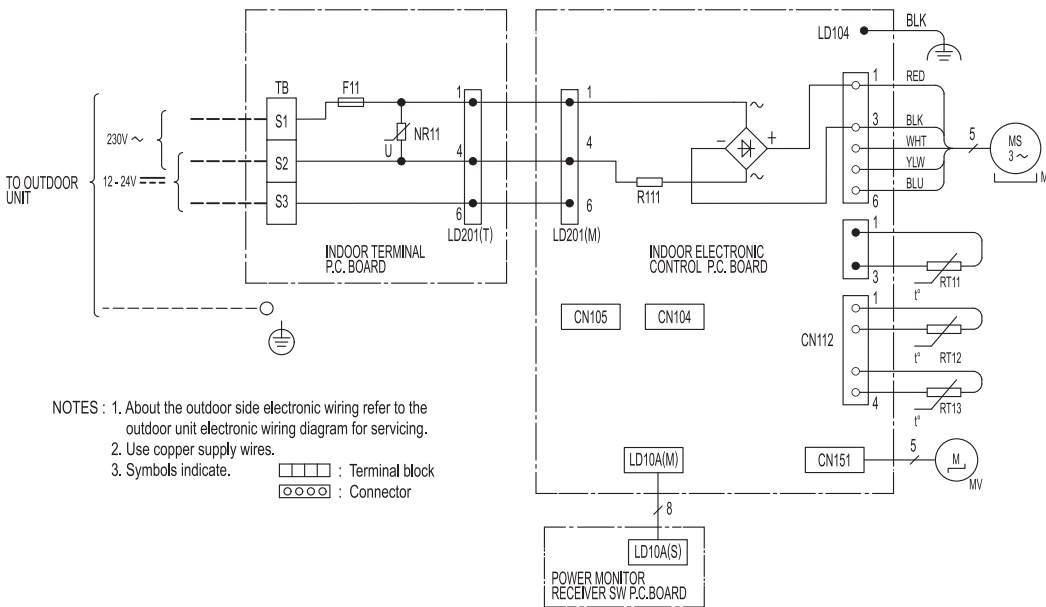 LD104
BLK
TB
S1
S2
S3
F11
NR11
U
1
4
6
LD201(T)
INDOOR TERMINAL
P.C. BOARD
230V ~
12 - 24V
TO OUTDOOR
UNIT
1
4
6
LD201(M)
R111
~
−
+
~
INDOOR ELECTRONIC
CONTROL P.C. BOARD
1
3
6
RED
BLK
WHT
YLW
BLU
5
MS
3 ~
M
1
3
t°
RT11
CN105
CN104
CN112
1
4
t°
RT12
t°
RT13
NOTES : 1. About the outdoor side electronic wiring refer to the
outdoor unit electronic wiring diagram for servicing.
2. Use copper supply wires.
3. Symbols indicate.
: Terminal block
: Connector
LD10A(M)
CN151
5
M
MV
8
LD10A(S)
POWER MONITOR
RECEIVER SW P.C.BOARD